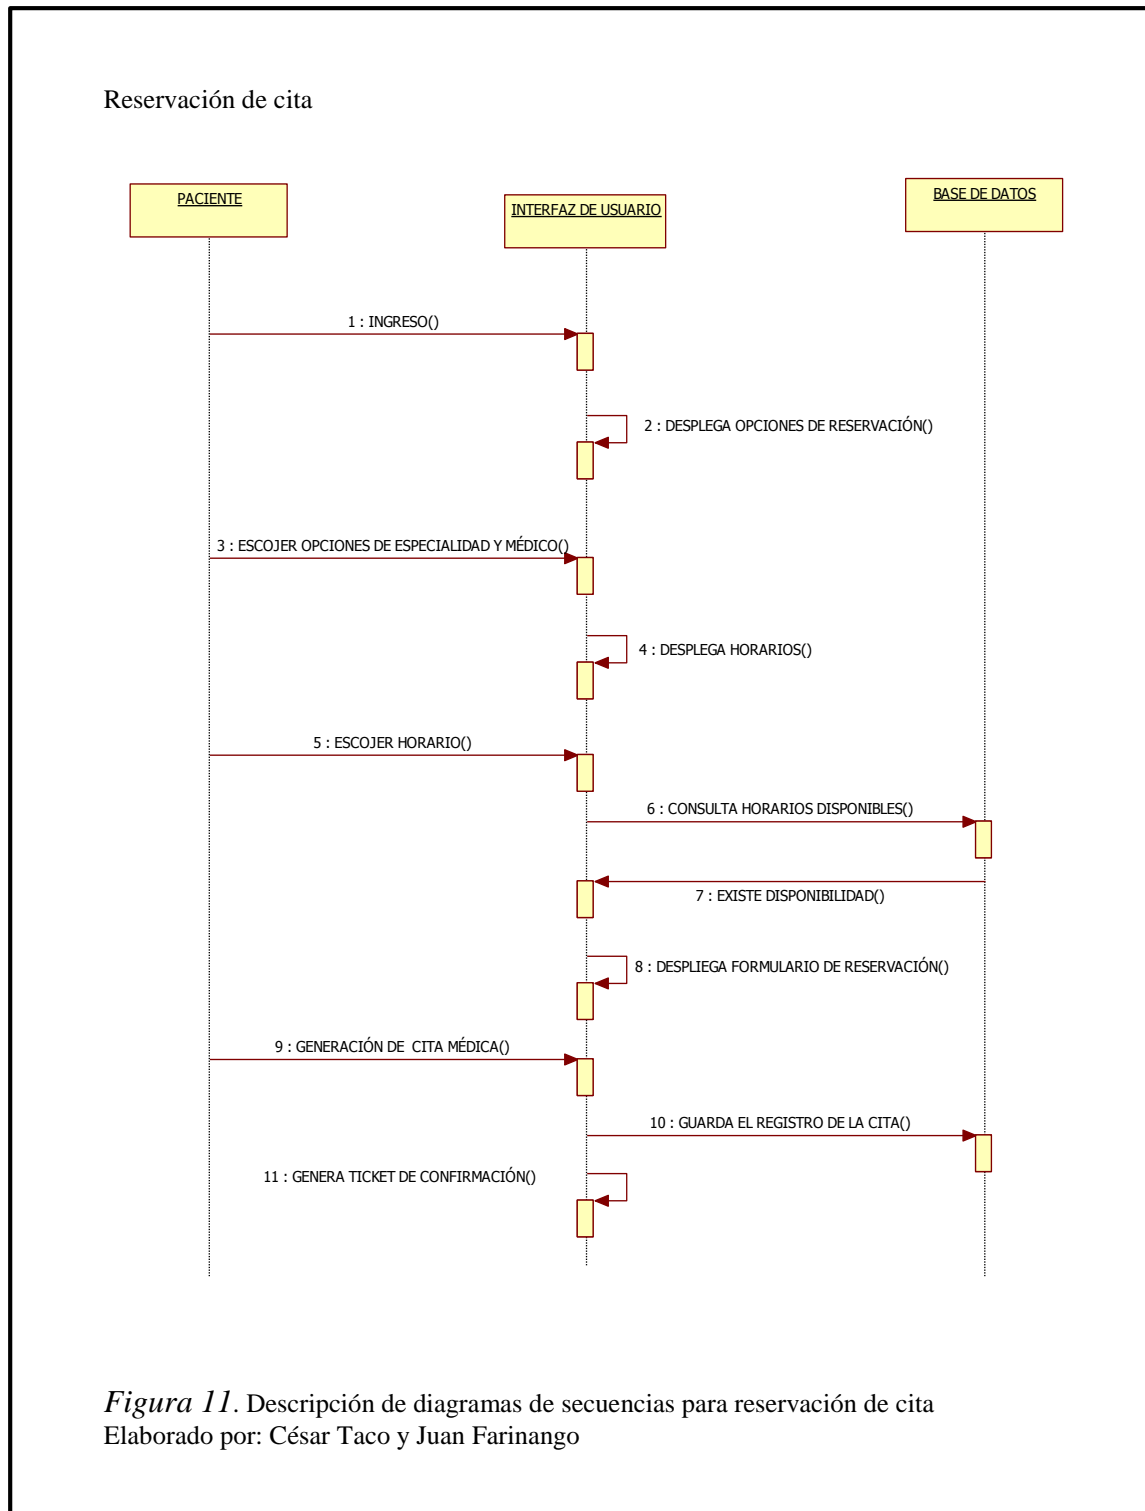 Reservación de cita
PACIENTE
INTERFAZ DE USUARIO
BASE DE DATOS
1 : INGRESO()
2 : DESPLEGA OPCIONES DE RESERVACIÓN()
3 : ESCOJER OPCIONES DE ESPECIALIDAD Y MÉDICO()
4 : DESPLEGA HORARIOS()
5 : ESCOJER HORARIO()
6 : CONSULTA HORARIOS DISPONIBLES()
7 : EXISTE DISPONIBILIDAD()
8 : DESPLIEGA FORMULARIO DE RESERVACIÓN()
9 : GENERACIÓN DE  CITA MÉDICA()
10 : GUARDA EL REGISTRO DE LA CITA()
11 : GENERA TICKET DE CONFIRMACIÓN()
Figura 11. Descripción de diagramas de secuencias para reservación de cita
Elaborado por: César Taco y Juan Farinango